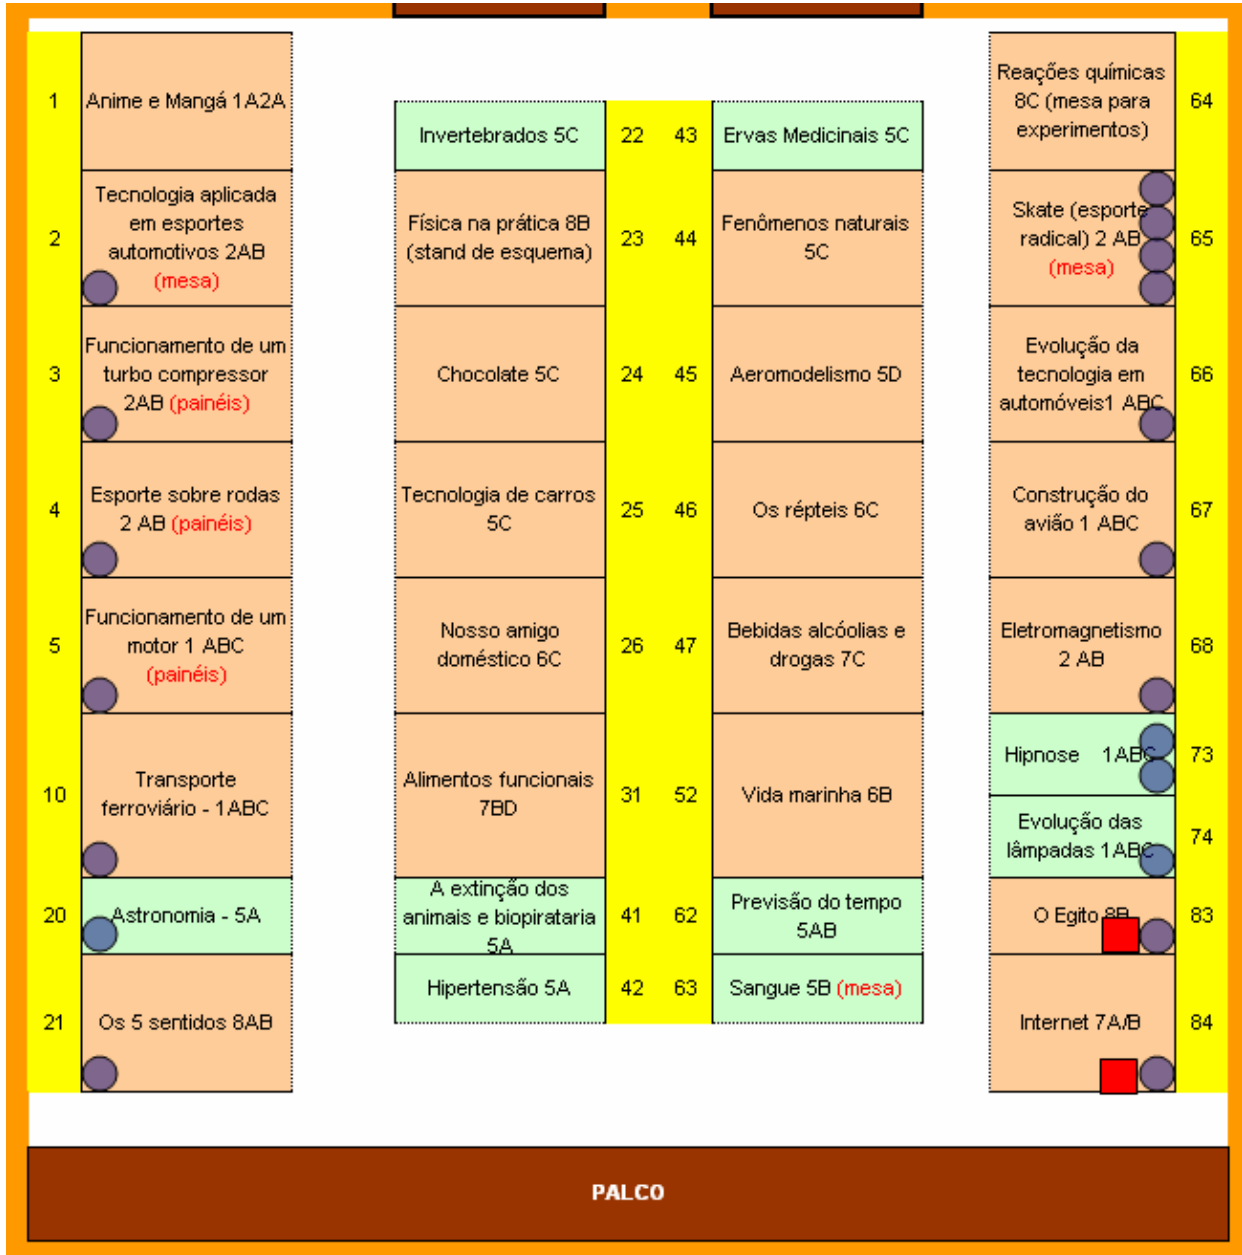 1
Anime e Mangá 1A2A
2
Tecnologia aplicada
em esportes
automotivos 2AB
(mesa)
3
Funcionamento de um
turbo compressor
2AB (painéis)
4
Esporte sobre rodas
2 AB (painéis)
5
Funcionamento de um
motor 1 ABC
(painéis)
10
Transporte
ferroviário - 1ABC
20
Astronomia - 5A
21
Os 5 sentidos 8AB
Invertebrados 5C
22
Física na prática 8B
(stand de esquema)
23
Chocolate 5C
24
Tecnologia de carros
5C
25
Nosso amigo
doméstico 6C
26
Alimentos funcionais
7BD
31
A extinção dos
animais e biopirataria
5A
41
Hipertensão 5A
42
43
Ervas Medicinais 5C
44
Fenômenos naturais
5C
45
Aeromodelismo 5D
46
Os répteis 6C
47
Bebidas alcóolias e
drogas 7C
52
Vida marinha 6B
62
Previsão do tempo
5AB
63
Sangue 5B (mesa)
Reações químicas
8C (mesa para
experimentos)
64
Skate (esporte
radical) 2 AB
(mesa)
65
Evolução da
tecnologia em
automóveis1 ABC
66
Construção do
avião 1 ABC
67
Eletromagnetismo
2 AB
68
Hipnose 1ABC
73
Evolução das
lâmpadas 1ABC
74
O Egito 8B
83
Internet 7A/B
84
PALCO